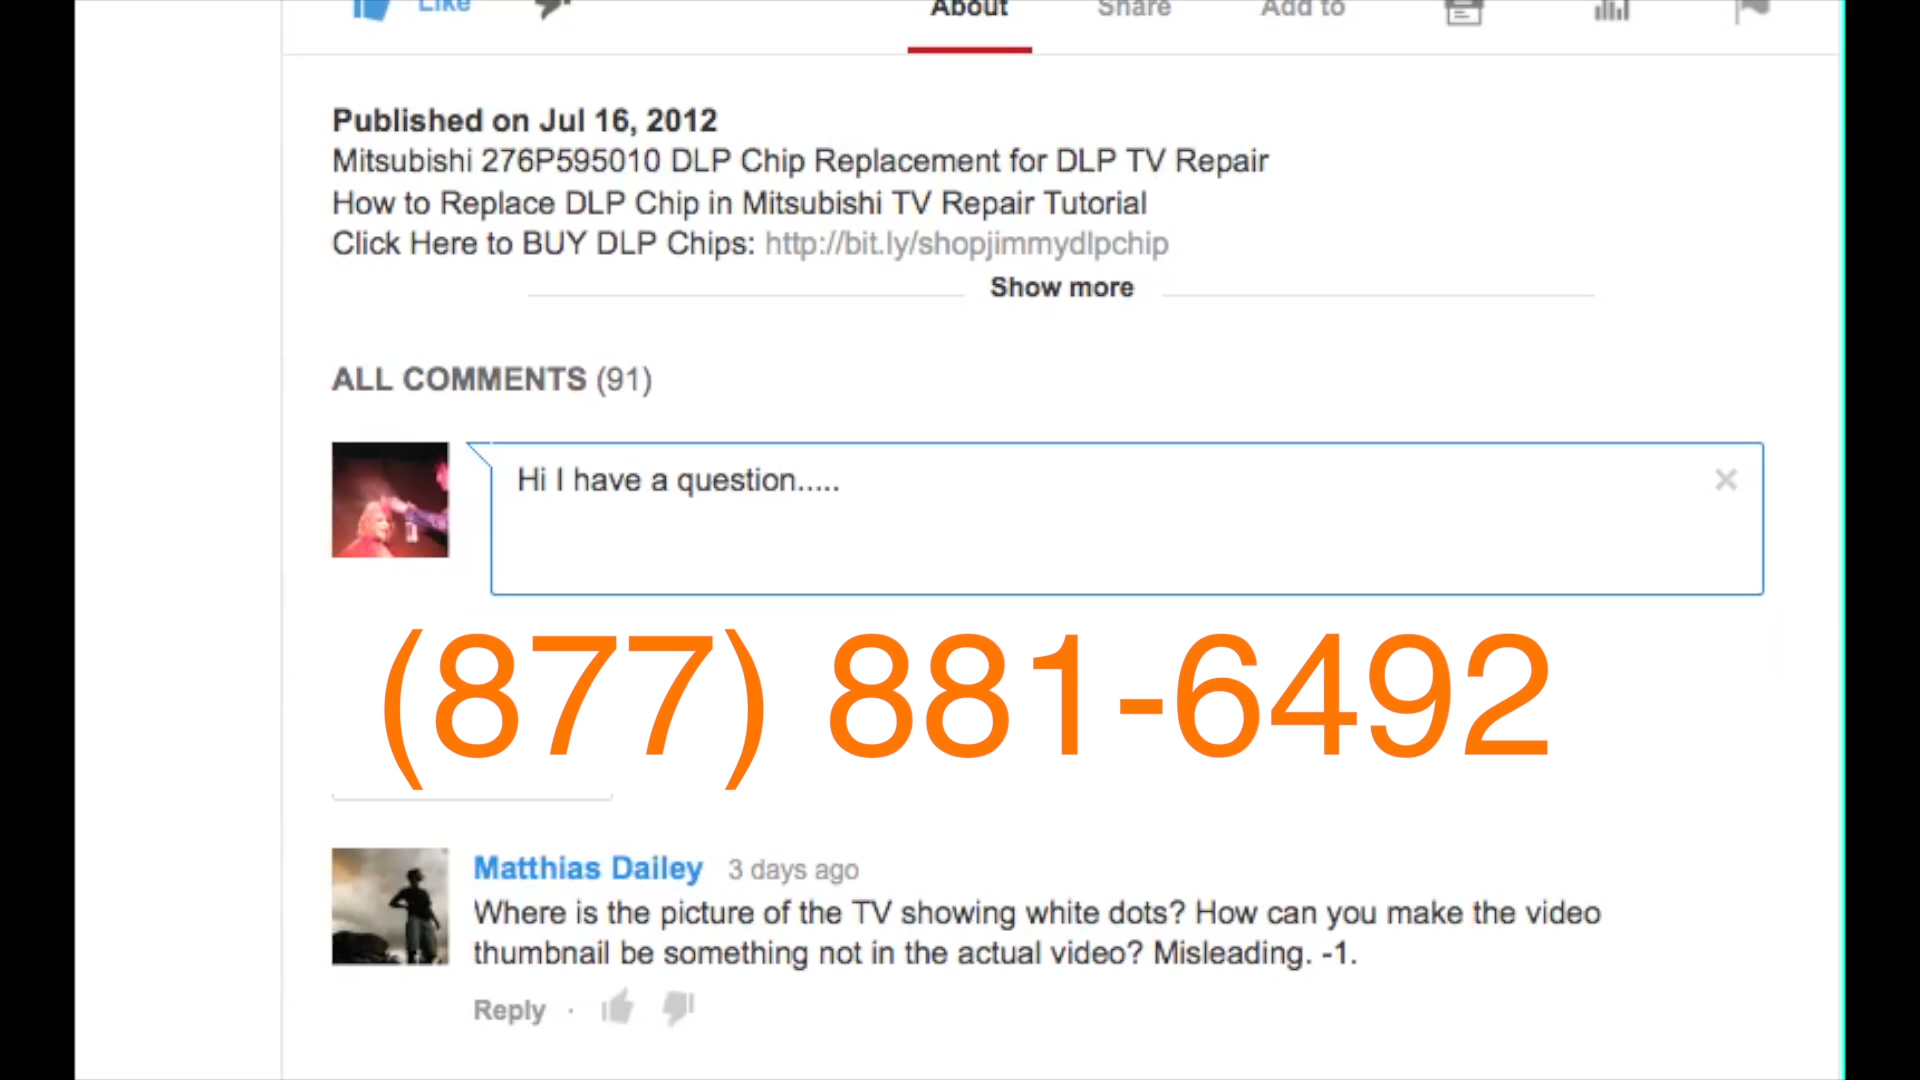 Like About Share Add to
Published on Jul 16, 2012
Mitsubishi 276P595010 DLP Chip Replacement for DLP TV Repair
How to Replace DLP Chip in Mitsubishi TV Repair Tutorial
Click Here to BUY DLP Chips: http://bit.ly/shopjimmydlpchip
Show more
ALL COMMENTS (91)
Hi I have a question.....
(877) 881-6492
Matthias Dailey 3 days ago
Where is the picture of the TV showing white dots? How can you make the video
thumbnail be something not in the actual video? Misleading. -1.
Reply ·